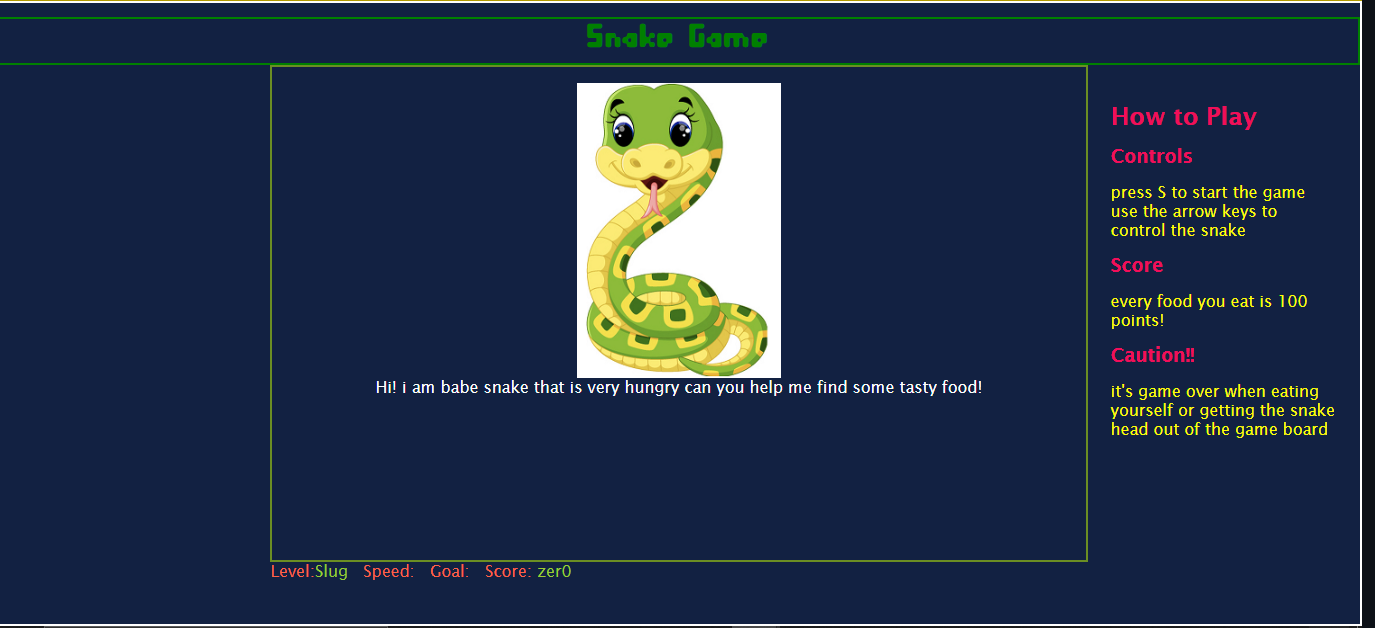 Snake Game
Hi! i am babe snake that is very hungry can you help me find some tasty food!
How to Play
Controls
press S to start the game
use the arrow keys to
control the snake
Score
every food you eat is 100
points!
Caution!!
it's game over when eating
yourself or getting the snake
head out of the game board
Level:Slug Speed: Goal: Score: zer0